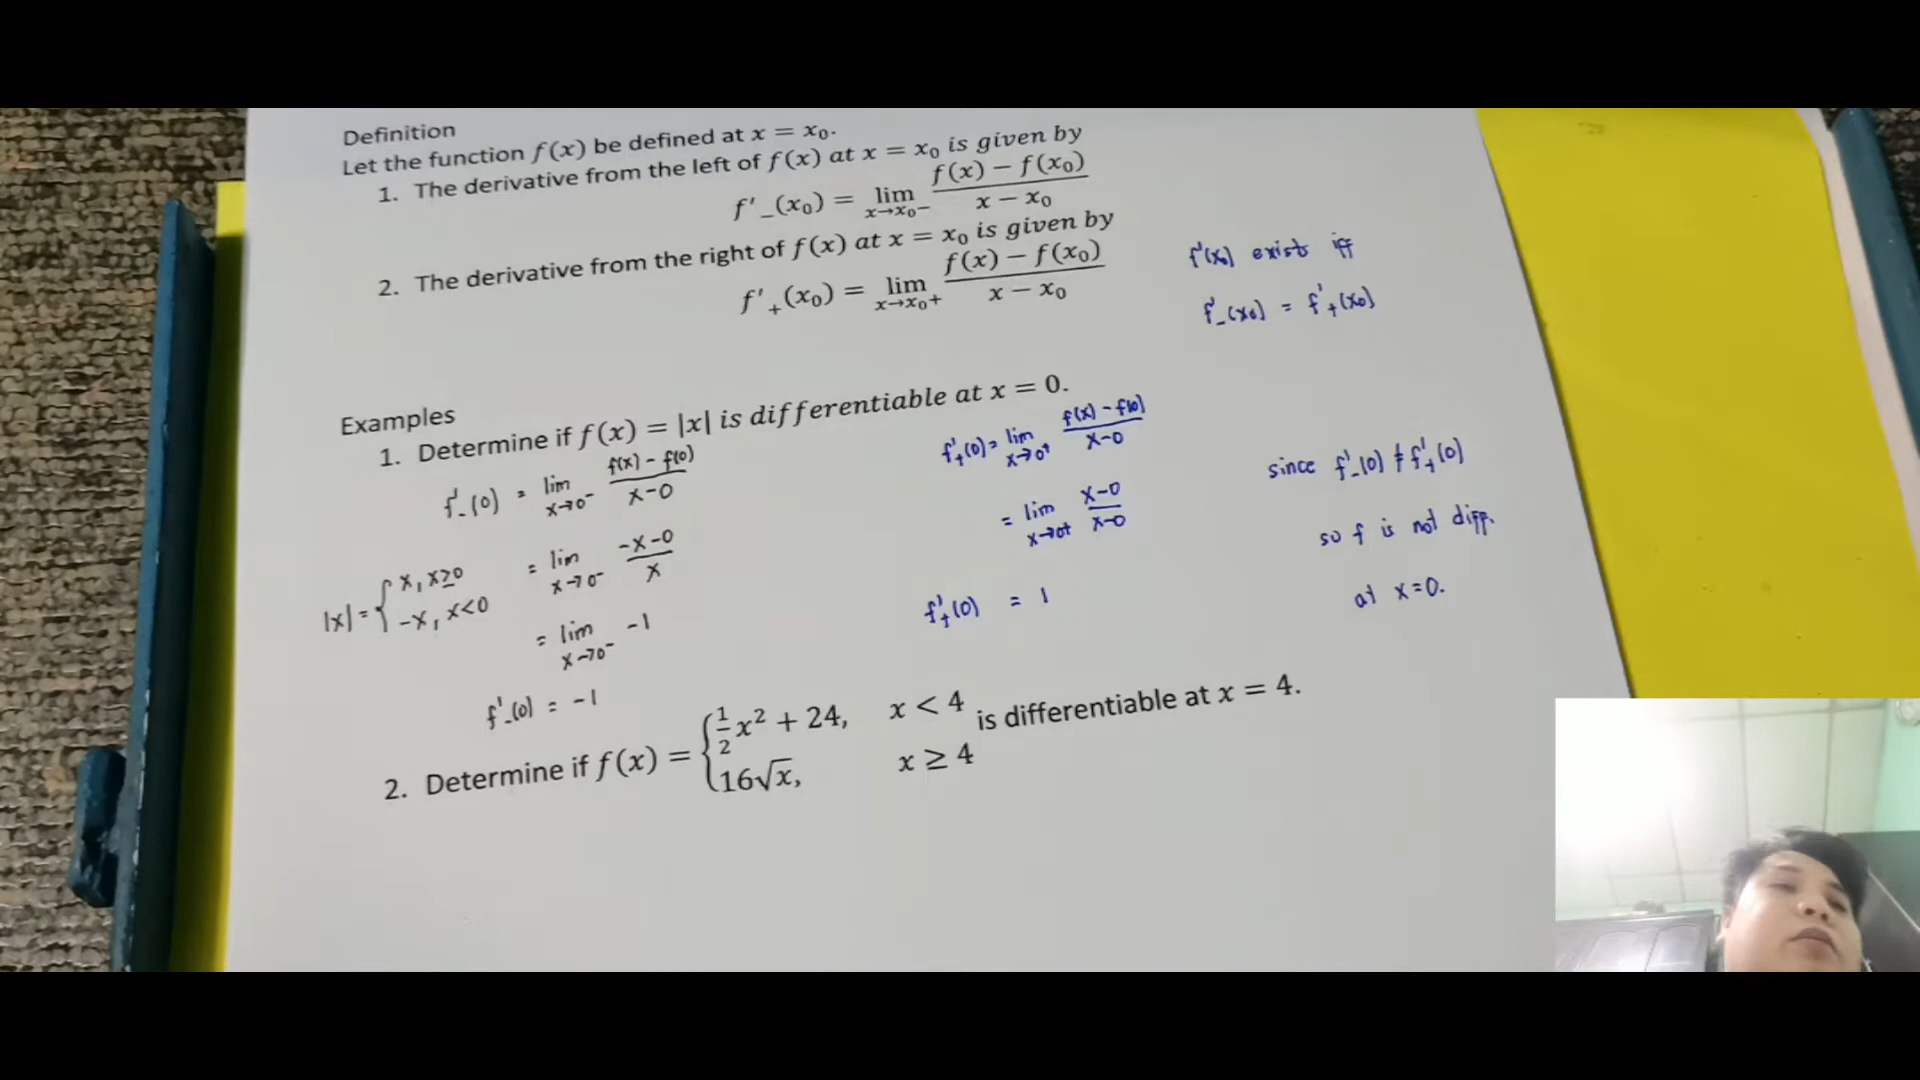 Definition
Let the function f(x) be defined at x = x₀.
1. The derivative from the left of f(x) at x = x₀ is given by
f'₋(x₀) = lim x→x₀− (f(x) − f(x₀))/(x − x₀)
2. The derivative from the right of f(x) at x = x₀ is given by
f'₊(x₀) = lim x→x₀+ (f(x) − f(x₀))/(x − x₀)
f'(x₀) exists iff
f'₋(x₀) = f'₊(x₀)
Examples
1. Determine if f(x) = |x| is differentiable at x = 0.
f'₋(0) = lim x→0⁻ (f(x) − f(0))/(x−0)
|x| = { x, x≥0
−x, x<0
= lim x→0⁻ (−x−0)/x
= lim x→0⁻ −1
f'₋(0) = −1
f'₊(0) = lim x→0⁺ (f(x) − f(0))/(x−0)
= lim x→0⁺ (x−0)/(x−0)
f'₊(0) = 1
since f'₋(0) ≠ f'₊(0)
so f is not diff.
at x=0.
2. Determine if f(x) = { ½x² + 24, x < 4
16√x, x ≥ 4 is differentiable at x = 4.